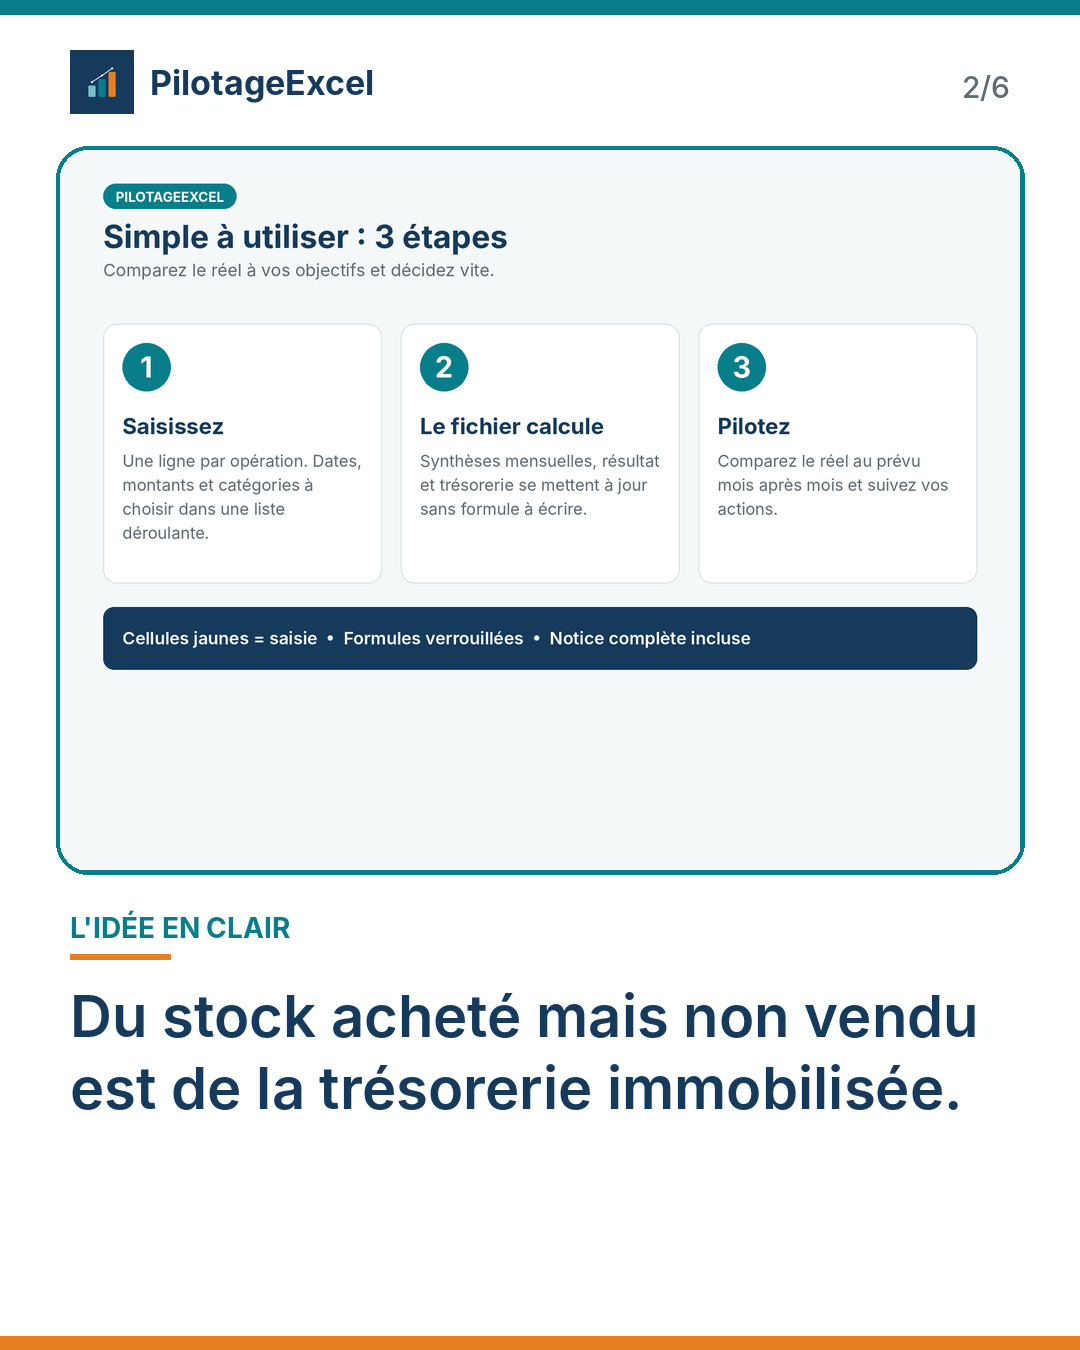 PilotageExcel
2/6
PILOTAGEEXCEL
Simple à utiliser : 3 étapes
Comparez le réel à vos objectifs et décidez vite.
1
Saisissez
Une ligne par opération. Dates,
montants et catégories à
choisir dans une liste
déroulante.
2
Le fichier calcule
Synthèses mensuelles, résultat
et trésorerie se mettent à jour
sans formule à écrire.
3
Pilotez
Comparez le réel au prévu
mois après mois et suivez vos
actions.
Cellules jaunes = saisie • Formules verrouillées • Notice complète incluse
L'IDÉE EN CLAIR
Du stock acheté mais non vendu
est de la trésorerie immobilisée.